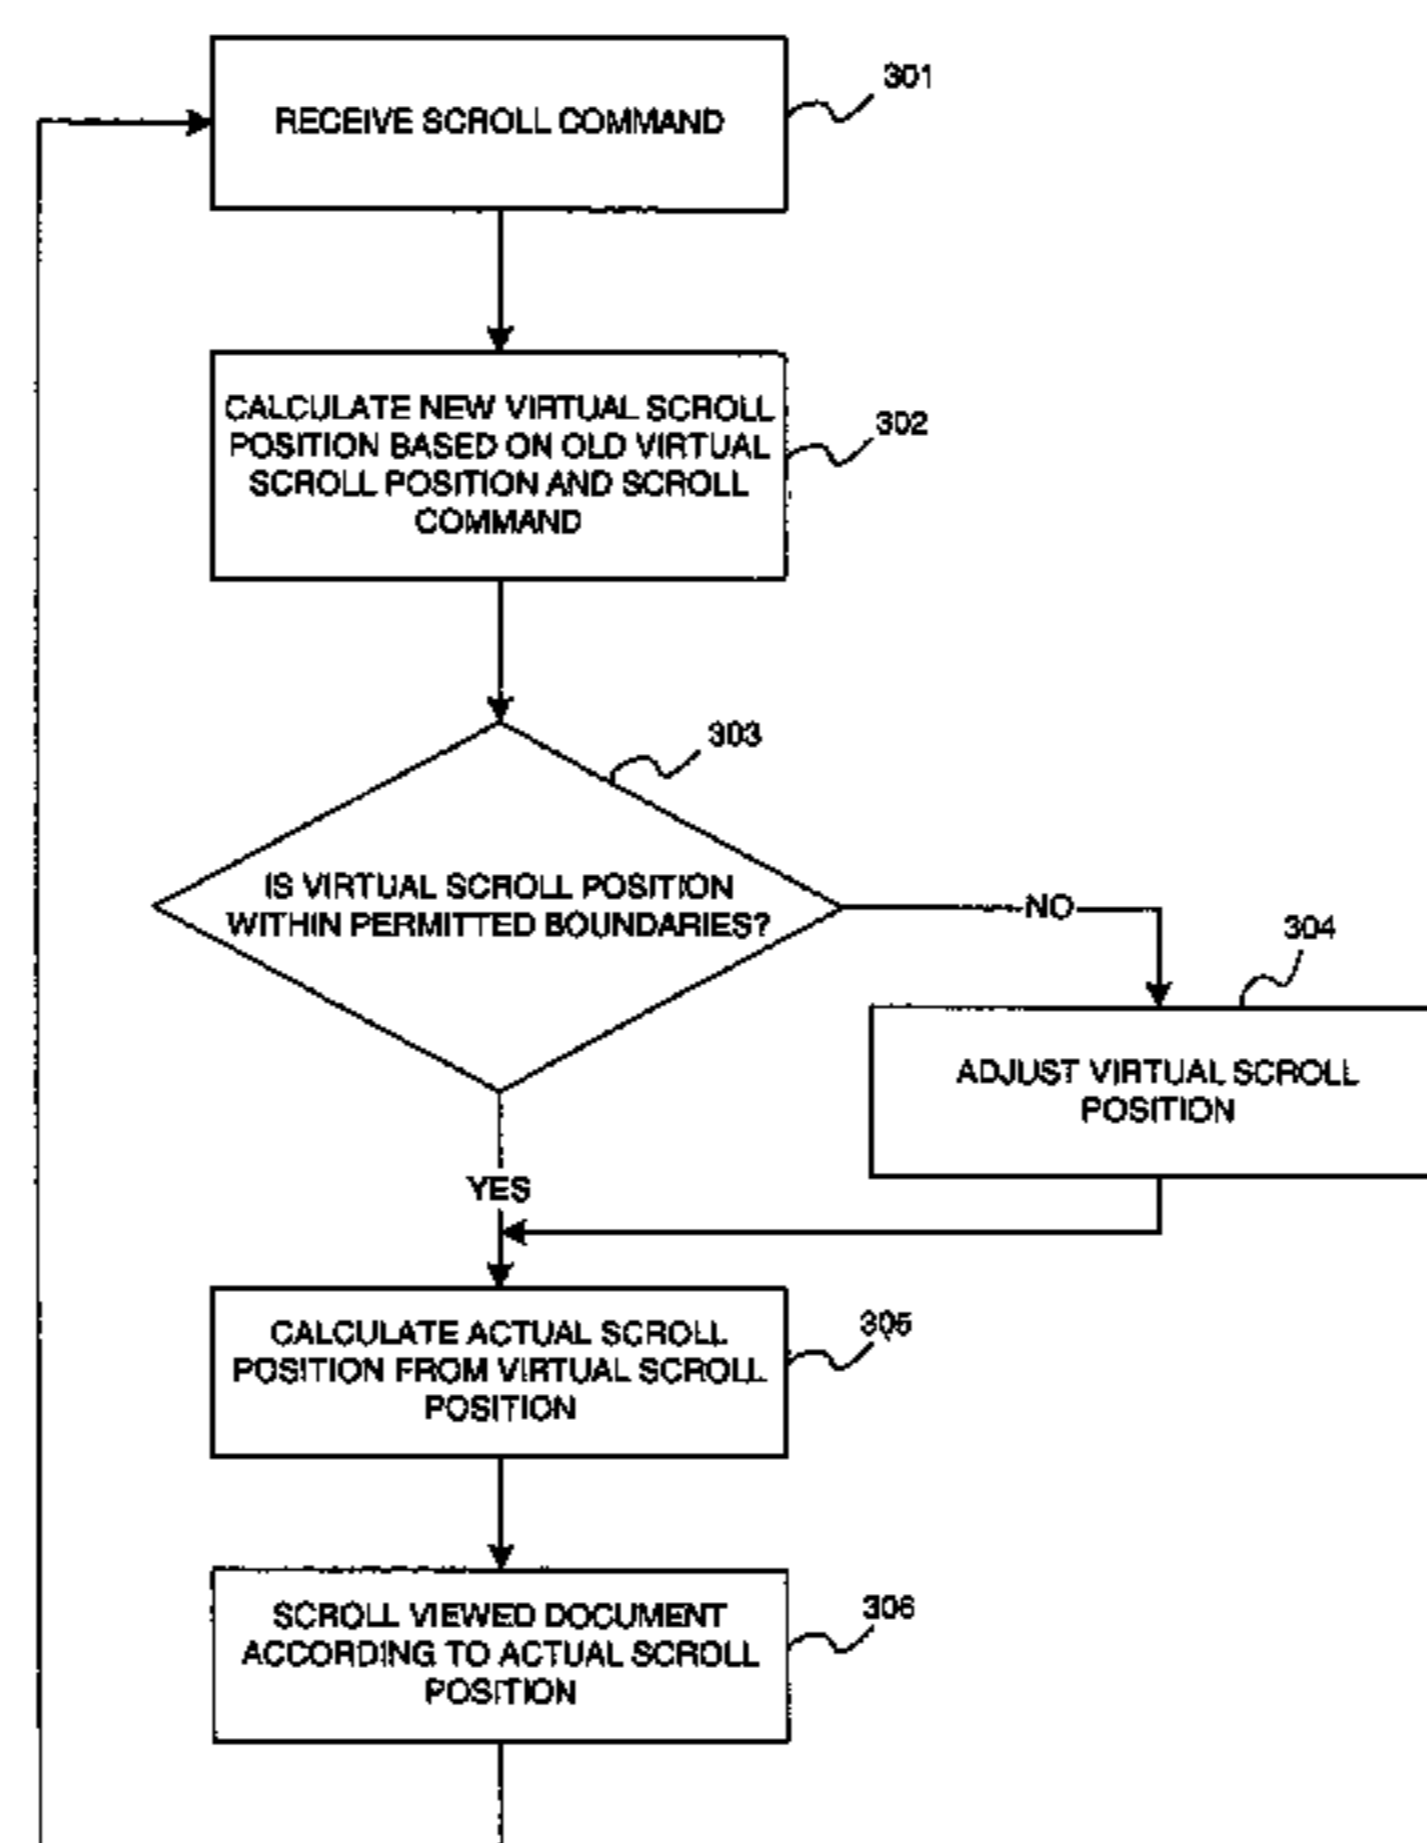 RECEIVE SCROLL COMMAND
301
CALCULATE NEW VIRTUAL SCROLL
POSITION BASED ON OLD VIRTUAL
SCROLL POSITION AND SCROLL
COMMAND
302
303
IS VIRTUAL SCROLL POSITION
WITHIN PERMITTED BOUNDARIES?
NO
304
ADJUST VIRTUAL SCROLL
POSITION
YES
CALCULATE ACTUAL SCROLL
POSITION FROM VIRTUAL SCROLL
POSITION
305
SCROLL VIEWED DOCUMENT
ACCORDING TO ACTUAL SCROLL
POSITION
306